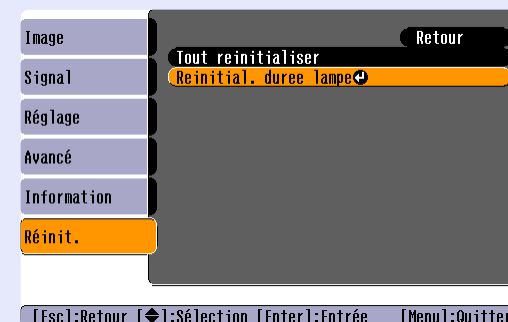 Image
Signal
Réglage
Avancé
Information
Réinit.
Retour
Tout reinitialiser
Reinitial. duree lampe
[Esc]:Retour [ ]:Sélection [Enter]:Entrée [Menu]:Quitter